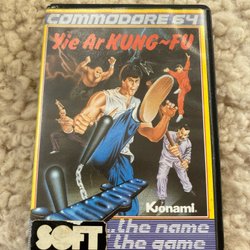 COMMODORE 64
Yie Ar KUNG~FU
Konami
SOFT
...the name
the game